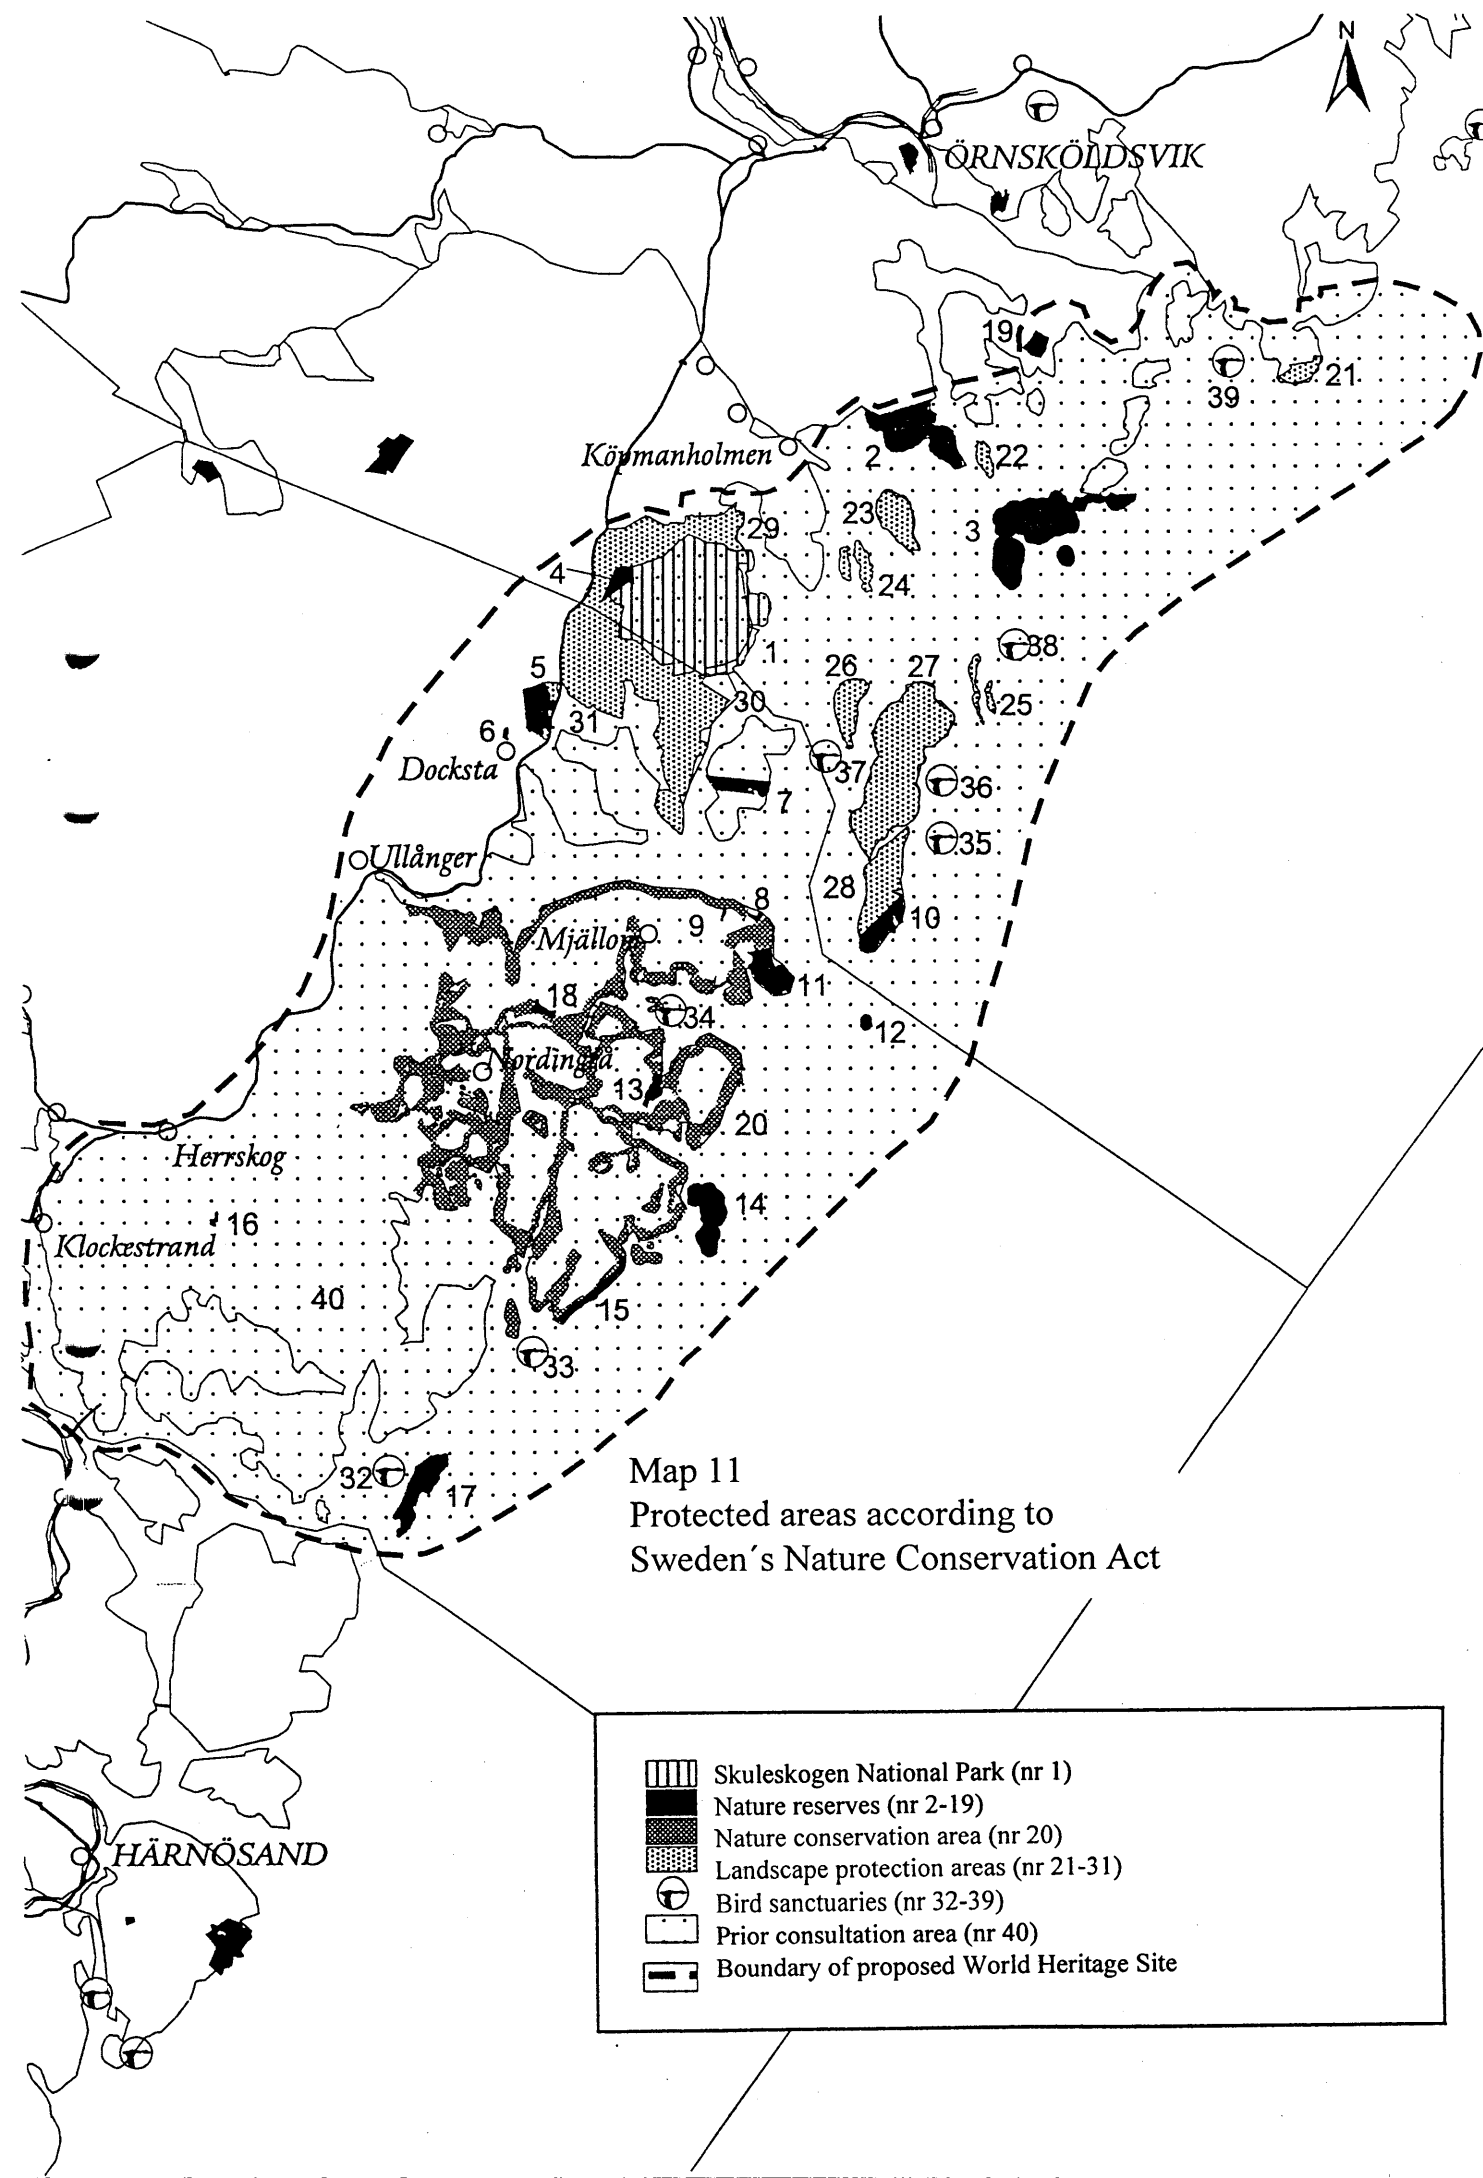 N
ÖRNSKÖLDSVIK
19
21
39
Köpmanholmen
2
22
23
3
29
4
24
38
1
5
26
27
30
25
31
6
Docksta
37
36
7
35
Ullånger
28
8
9
10
Mjällom
11
18
34
12
Nordingrå
13
20
Herrskog
14
16
Klockestrand
40
15
33
32
17
Map 11
Protected areas according to
Sweden´s Nature Conservation Act
Skuleskogen National Park (nr 1)
Nature reserves (nr 2-19)
Nature conservation area (nr 20)
Landscape protection areas (nr 21-31)
Bird sanctuaries (nr 32-39)
Prior consultation area (nr 40)
Boundary of proposed World Heritage Site
HÄRNÖSAND